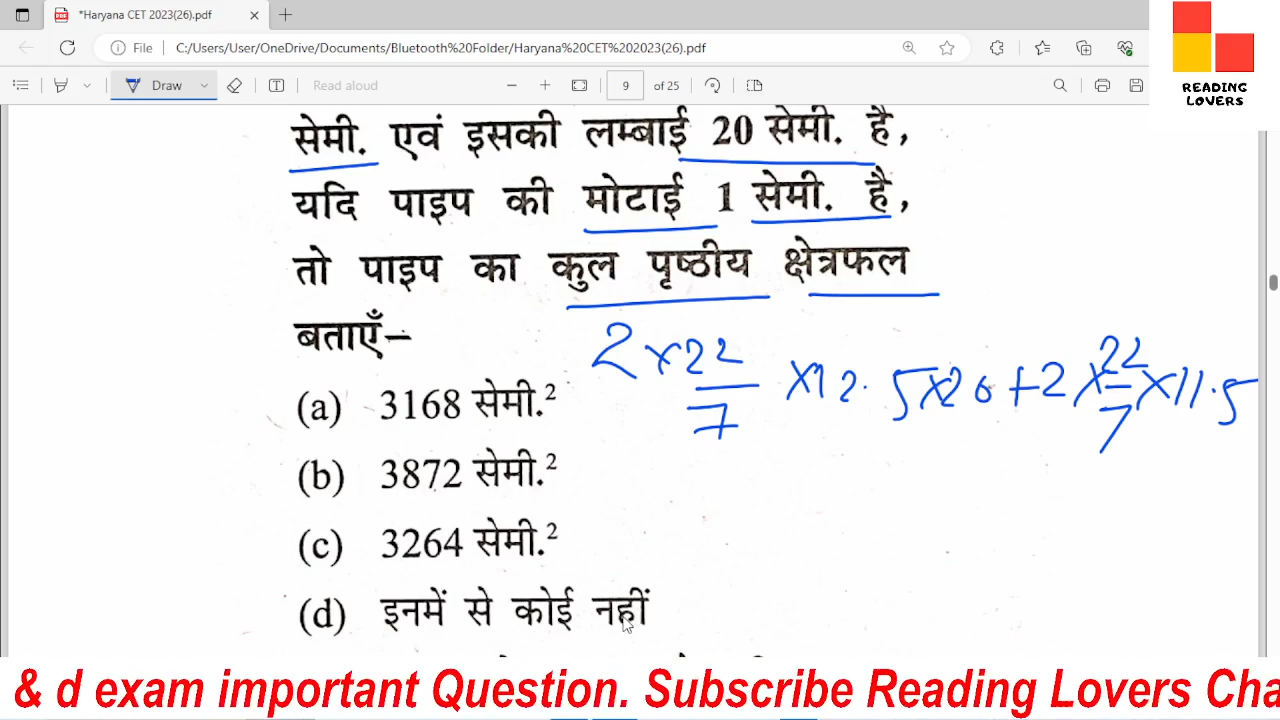 *Haryana CET 2023(26).pdf
File C:/Users/User/OneDrive/Documents/Bluetooth%20Folder/Haryana%20CET%202023(26).pdf
READING
LOVERS
Draw Read aloud 9 of 25
सेमी. एवं इसकी लम्बाई 20 सेमी. है,
यदि पाइप की मोटाई 1 सेमी. है,
तो पाइप का कुल पृष्ठीय क्षेत्रफल
बताएँ–
2 × 22/7 × 12.5 × 20 + 2 × 22/7 × 11.5
(a) 3168 सेमी.²
(b) 3872 सेमी.²
(c) 3264 सेमी.²
(d) इनमें से कोई नहीं
& d exam important Question. Subscribe Reading Lovers Cha